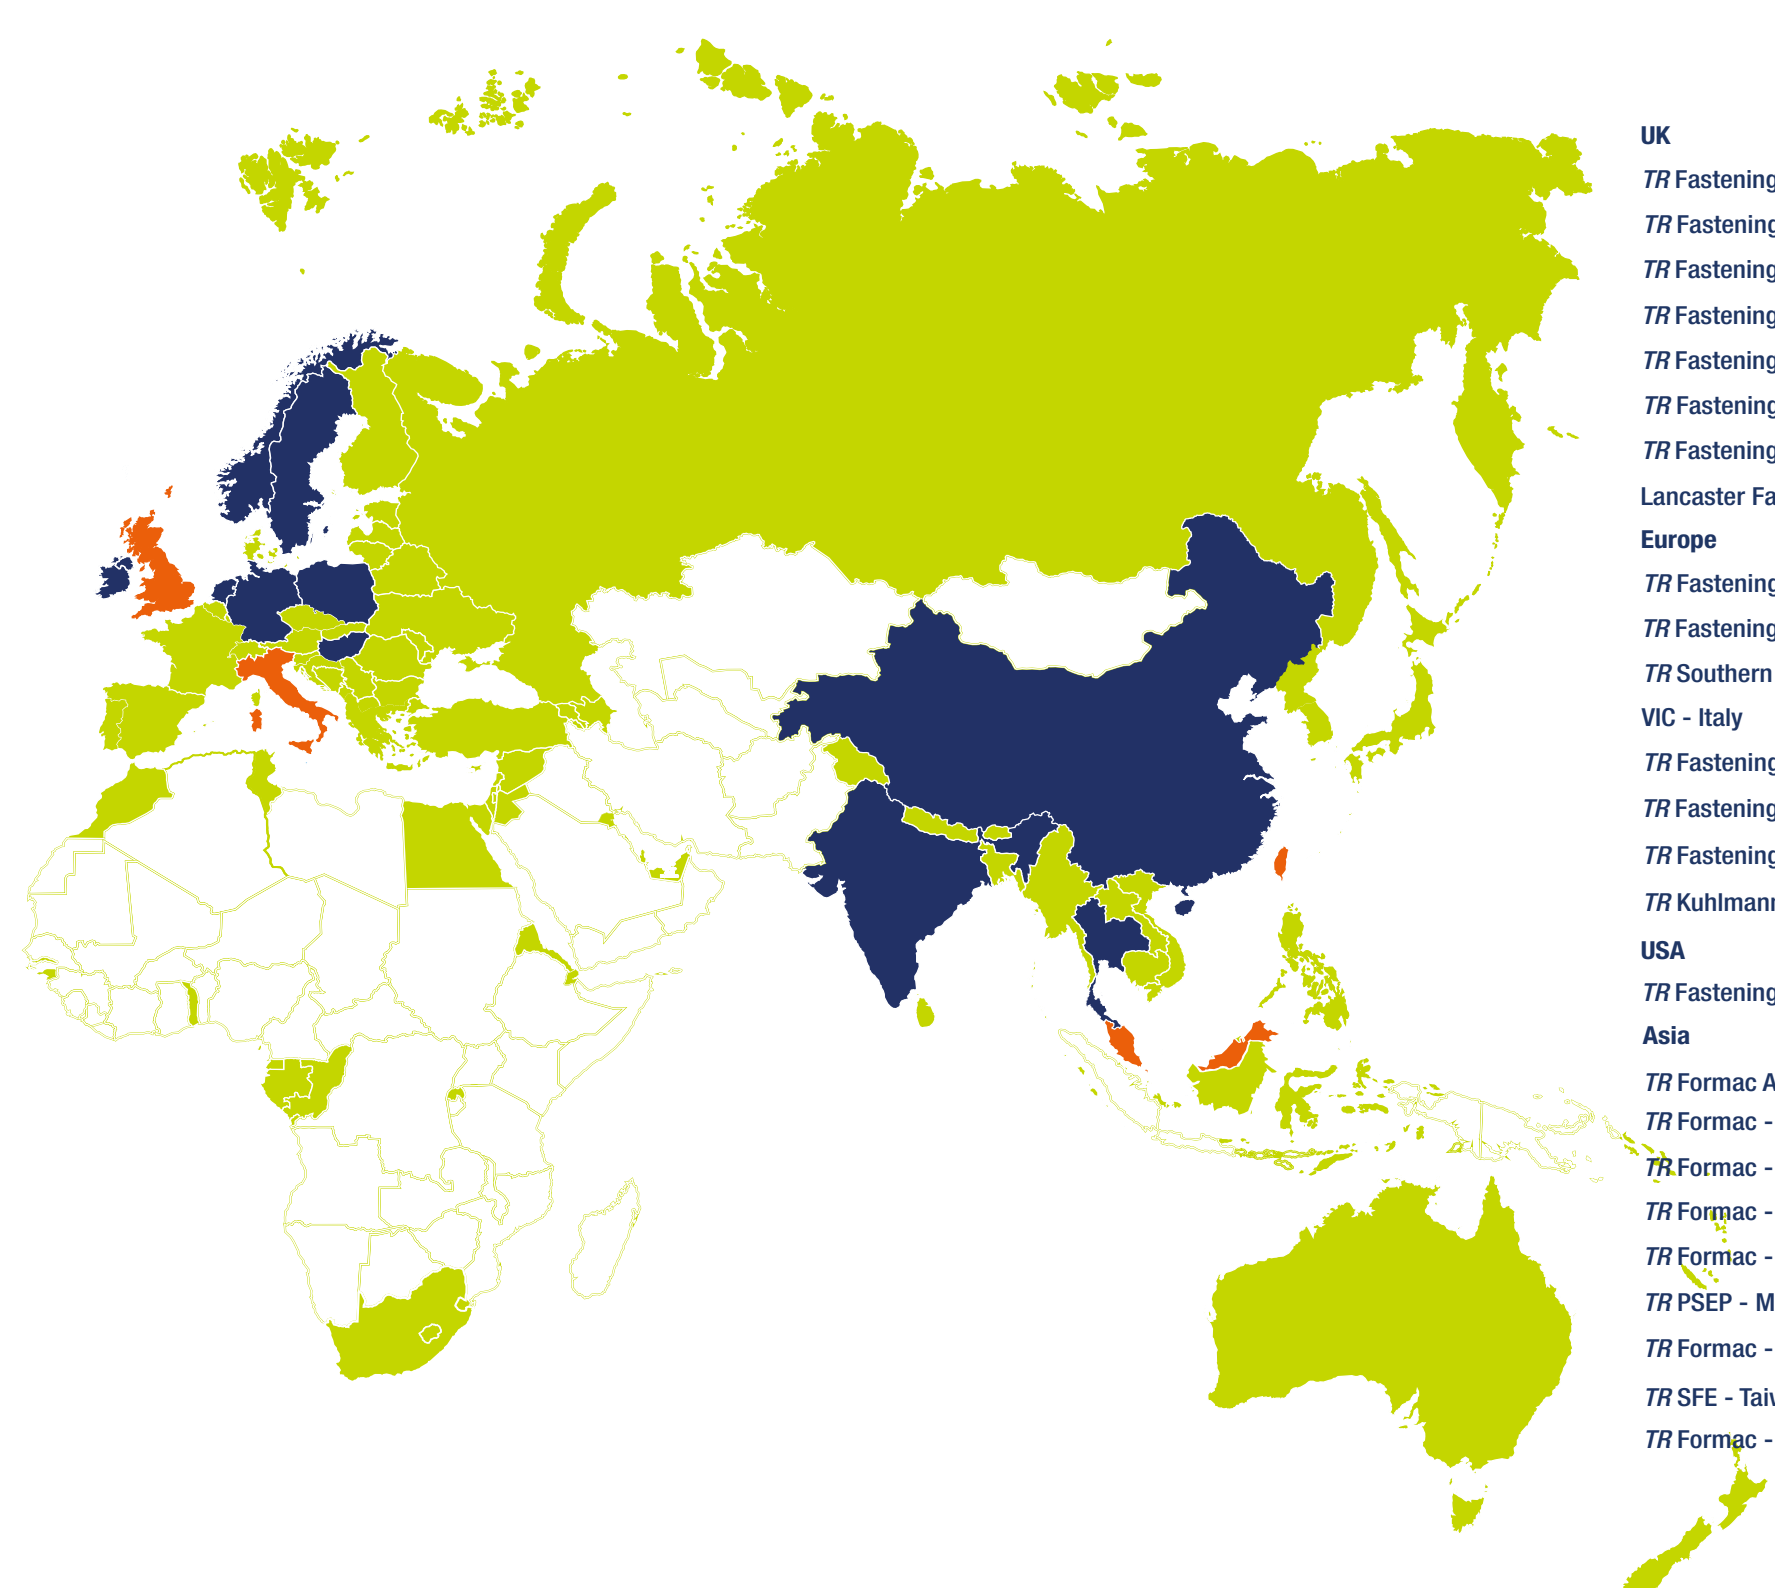 UK
TR Fastening
TR Fastening
TR Fastening
TR Fastening
TR Fastening
TR Fastening
TR Fastening
Lancaster Fa
Europe
TR Fastening
TR Fastening
TR Southern
VIC - Italy
TR Fastening
TR Fastening
TR Fastening
TR Kuhlmann
USA
TR Fastening
Asia
TR Formac A
TR Formac -
TR Formac -
TR Formac -
TR Formac -
TR PSEP - M
TR Formac -
TR SFE - Taiw
TR Formac -